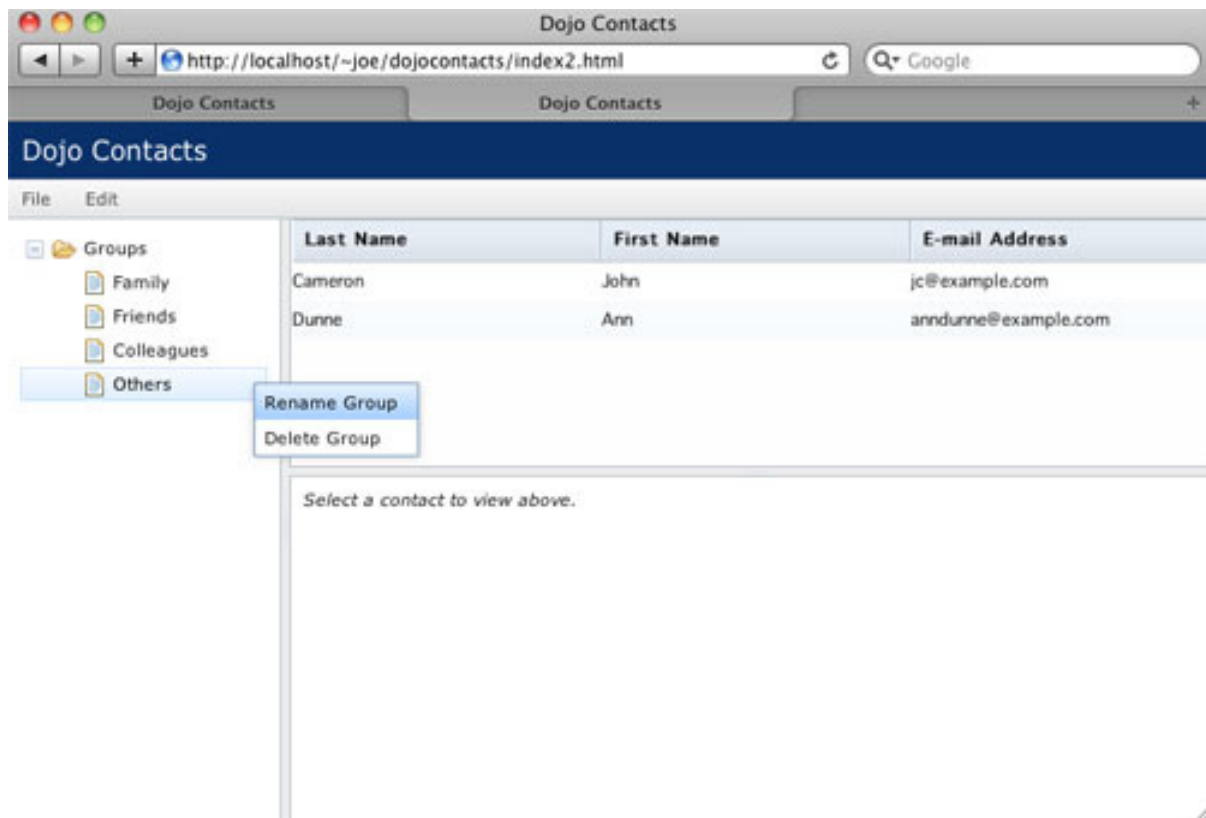 Dojo Contacts
http://localhost/~joe/dojocontacts/index2.html
Google
Dojo Contacts
Dojo Contacts
+
Dojo Contacts
File
Edit
Groups
Family
Friends
Colleagues
Others
Rename Group
Delete Group
Last Name First Name E-mail Address
Cameron John jc@example.com
Dunne Ann anndunne@example.com
Select a contact to view above.